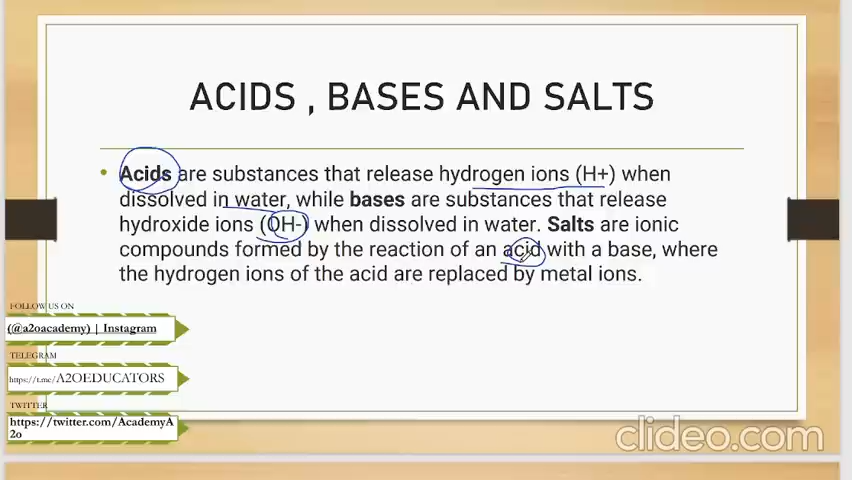 ACIDS , BASES AND SALTS
• Acids are substances that release hydrogen ions (H+) when
dissolved in water, while bases are substances that release
hydroxide ions (OH-) when dissolved in water. Salts are ionic
compounds formed by the reaction of an acid with a base, where
the hydrogen ions of the acid are replaced by metal ions.
FOLLOW US ON
(@a2oacademy) | Instagram
TELEGRAM
https://t.me/A2OEDUCATORS
TWITTER
https://twitter.com/AcademyA
2o
clideo.com